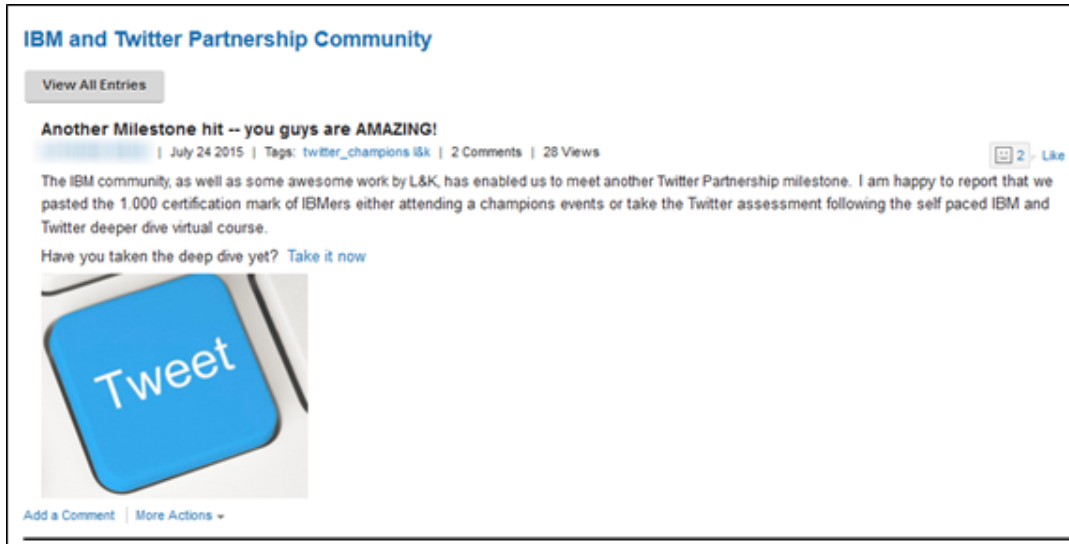 IBM and Twitter Partnership Community
View All Entries
Another Milestone hit -- you guys are AMAZING!
| July 24 2015 | Tags: twitter_champions l&k | 2 Comments | 28 Views
2 Like
The IBM community, as well as some awesome work by L&K, has enabled us to meet another Twitter Partnership milestone. I am happy to report that we
pasted the 1.000 certification mark of IBMers either attending a champions events or take the Twitter assessment following the self paced IBM and
Twitter deeper dive virtual course.
Have you taken the deep dive yet? Take it now
Tweet
Add a Comment | More Actions